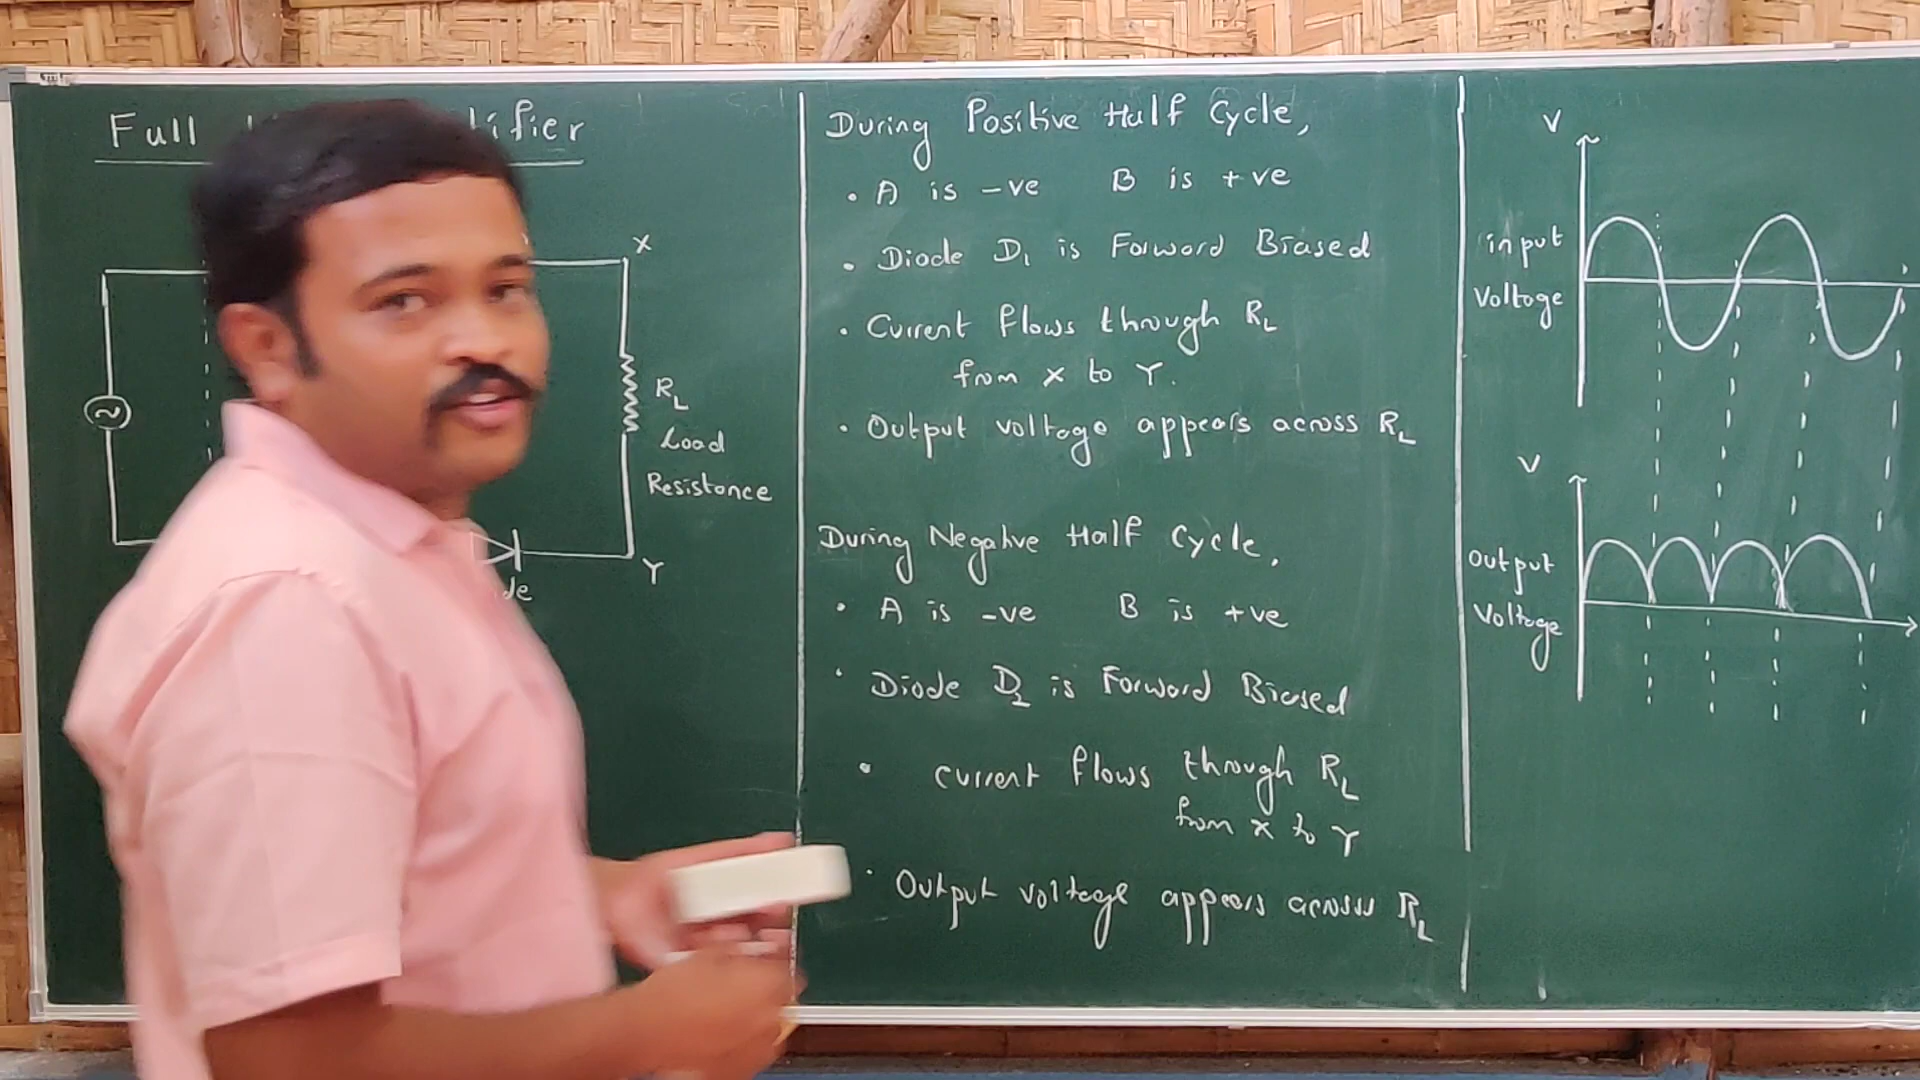 Full
lifier
X
RL
Load
Resistance
Y
de
During Positive Half Cycle,
• A is -ve B is +ve
• Diode D1 is Forward Biased
• Current flows through RL
from X to Y.
• Output voltage appears across RL
During Negative Half Cycle,
• A is -ve B is +ve
• Diode D2 is Forward Biased
• current flows through RL
from X to Y
• Output voltage appears across RL
V
input
Voltage
V
Output
Voltage